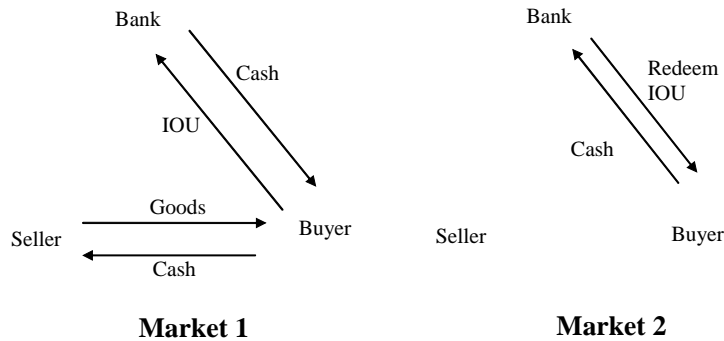 Bank
Cash
IOU
Goods
Seller
Buyer
Cash
Market 1
Bank
Redeem
IOU
Cash
Seller
Buyer
Market 2